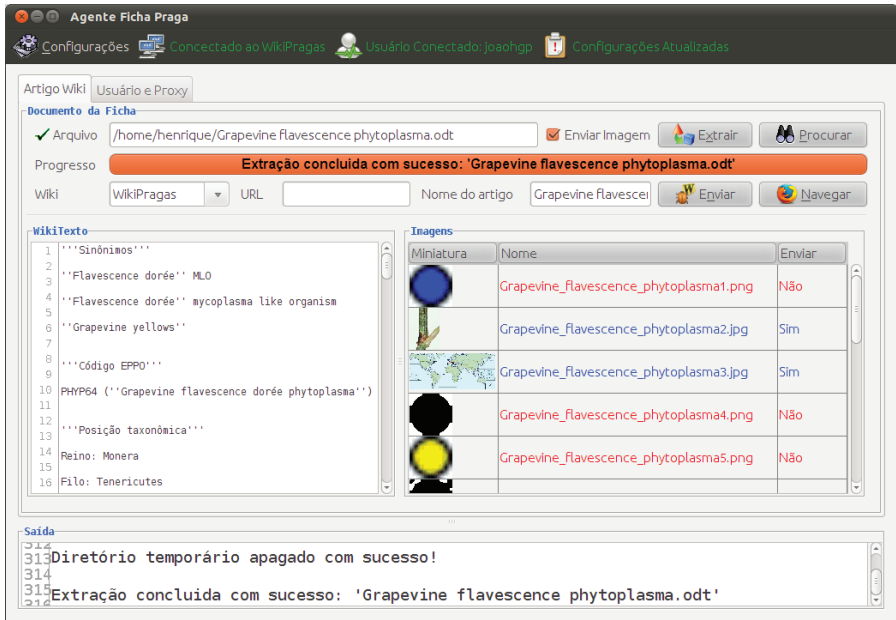 Agente Ficha Praga
Configurações Concectado ao WikiPragas Usuário Conectado: joaohgp Configurações Atualizadas
Artigo Wiki Usuário e Proxy
Documento da Ficha
Arquivo /home/henrique/Grapevine flavescence phytoplasma.odt Enviar Imagem Extrair Procurar
Progresso Extração concluida com sucesso: 'Grapevine flavescence phytoplasma.odt'
Wiki WikiPragas URL Nome do artigo Grapevine flavescer Enviar Navegar
WikiTexto
1 '''Sinônimos'''
2
3 ''Flavescence dorée'' MLO
4 ''Flavescence dorée'' mycoplasma like organism
5
6 ''Grapevine yellows''
7
8 '''Código EPPO'''
9
10 PHYP64 (''Grapevine flavescence dorée phytoplasma'')
11
12 '''Posição taxonômica'''
13
14 Reino: Monera
15
16 Filo: Tenericutes
Imagens
Miniatura Nome Enviar
Grapevine_flavescence_phytoplasma1.png Não
Grapevine_flavescence_phytoplasma2.jpg Sim
Grapevine_flavescence_phytoplasma3.jpg Sim
Grapevine_flavescence_phytoplasma4.png Não
Grapevine_flavescence_phytoplasma5.png Não
Saída
312
313 Diretório temporário apagado com sucesso!
314
315 Extração concluida com sucesso: 'Grapevine flavescence phytoplasma.odt'
316